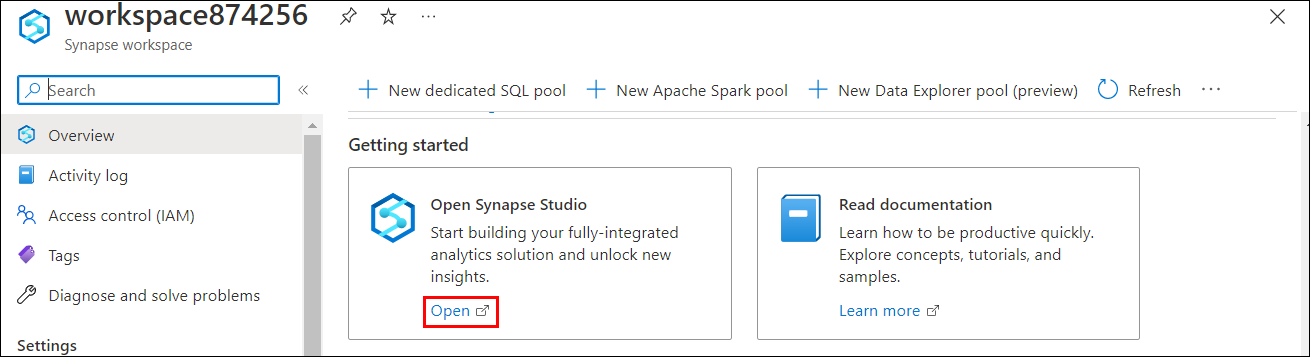 workspace874256
Synapse workspace
Search
New dedicated SQL pool
New Apache Spark pool
New Data Explorer pool (preview)
Refresh
Overview
Activity log
Access control (IAM)
Tags
Diagnose and solve problems
Settings
Getting started
Open Synapse Studio
Start building your fully-integrated
analytics solution and unlock new
insights.
Open
Read documentation
Learn how to be productive quickly.
Explore concepts, tutorials, and
samples.
Learn more